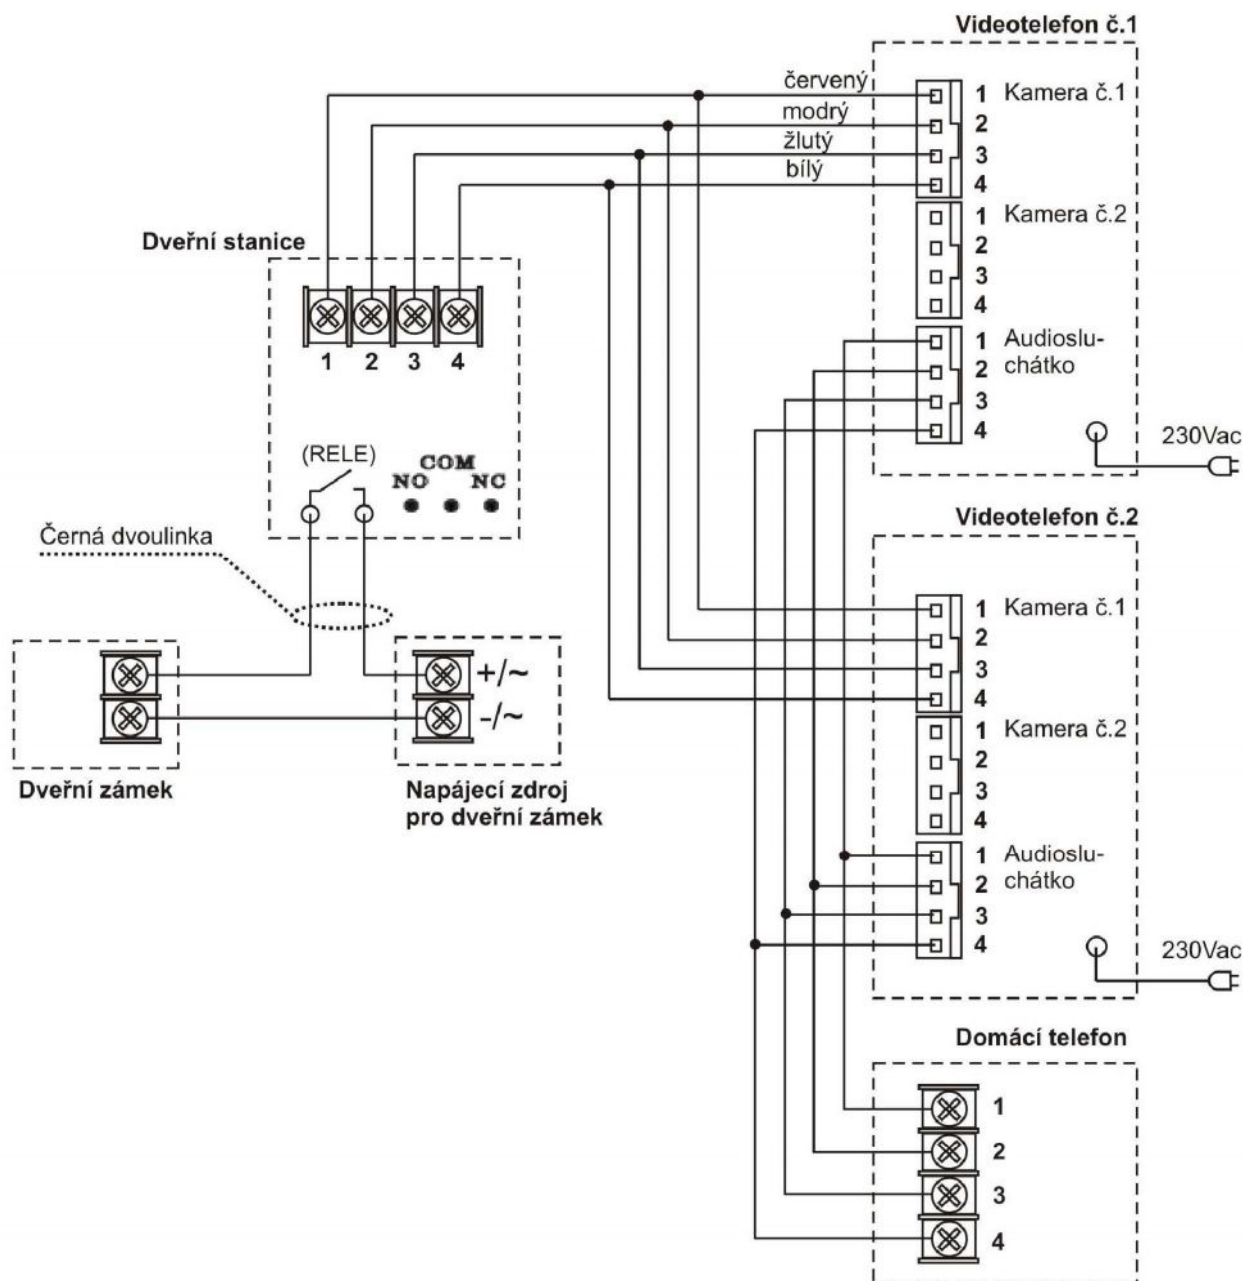 Videotelefon č.1
červený
modrý
žlutý
bílý
1 Kamera č.1
2
3
4
1 Kamera č.2
2
3
4
1 Audioslu-
2 chátko
3
4
230Vac
Dveřní stanice
1 2 3 4
(RELE)
COM
NO NC
Černá dvoulinka
+/~
-/~
Dveřní zámek
Napájecí zdroj
pro dveřní zámek
Videotelefon č.2
1 Kamera č.1
2
3
4
1 Kamera č.2
2
3
4
1 Audioslu-
2 chátko
3
4
230Vac
Domácí telefon
1
2
3
4